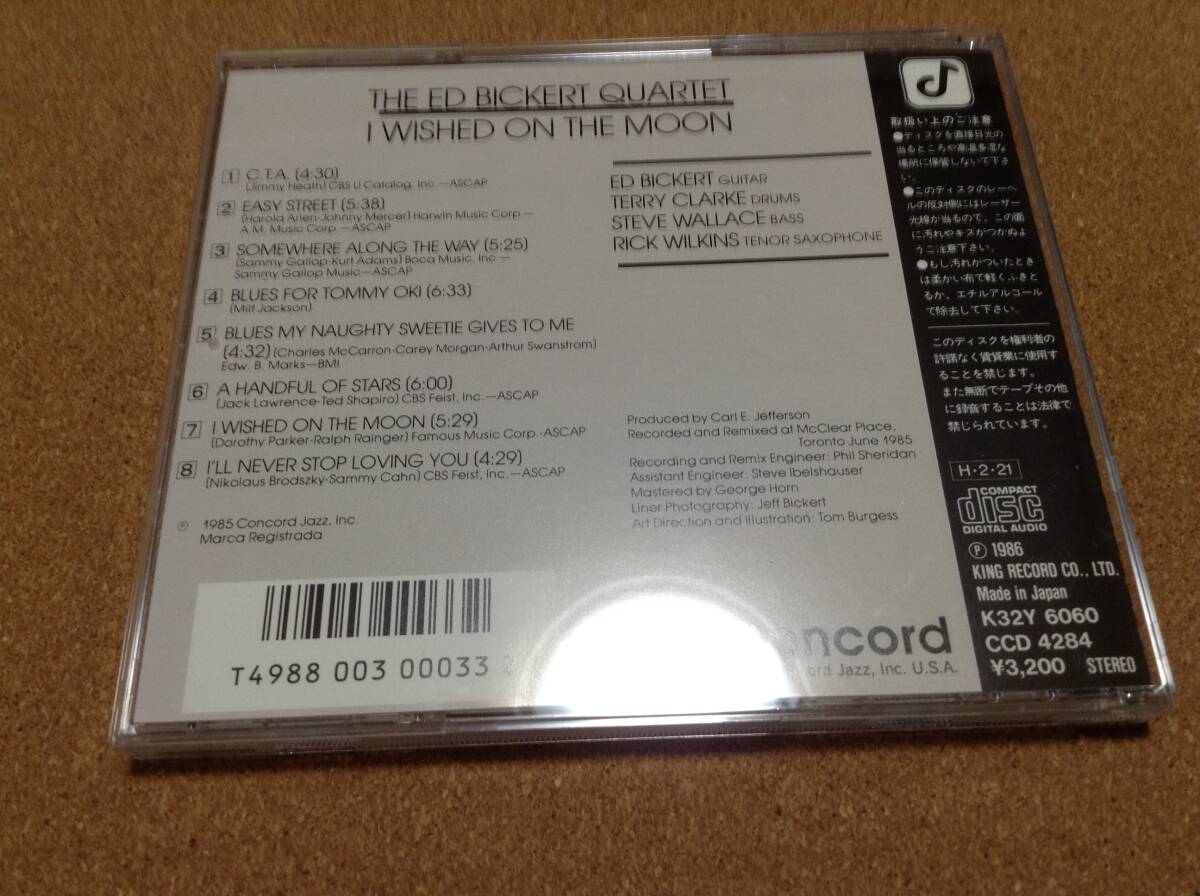 THE ED BICKERT QUARTET
I WISHED ON THE MOON
1 C.T.A. (4:30)
(Jimmy Heath) CBS U Catalog, Inc.—ASCAP
2 EASY STREET (5:38)
(Harold Arlen-Johnny Mercer) Harwin Music Corp.—
A.M. Music Corp.—ASCAP
3 SOMEWHERE ALONG THE WAY (5:25)
(Sammy Gallop-Kurt Adams) Boca Music, Inc.—
Sammy Gallop Music—ASCAP
4 BLUES FOR TOMMY OKI (6:33)
(Milt Jackson)
5 BLUES MY NAUGHTY SWEETIE GIVES TO ME
(4:32) (Charles McCarron-Carey Morgan-Arthur Swanstrom)
Edw. B. Marks—BMI
6 A HANDFUL OF STARS (6:00)
(Jack Lawrence-Ted Shapiro) CBS Feist, Inc.—ASCAP
7 I WISHED ON THE MOON (5:29)
(Dorothy Parker-Ralph Rainger) Famous Music Corp.-ASCAP
8 I'LL NEVER STOP LOVING YOU (4:29)
(Nikolaus Brodszky-Sammy Cahn) CBS Feist, Inc.—ASCAP
℗ 1985 Concord Jazz, Inc.
Marca Registrada
ED BICKERT GUITAR
TERRY CLARKE DRUMS
STEVE WALLACE BASS
RICK WILKINS TENOR SAXOPHONE
Produced by Carl E. Jefferson
Recorded and Remixed at McClear Place,
Toronto June 1985
Recording and Remix Engineer: Phil Sheridan
Assistant Engineer: Steve Ibelshauser
Mastered by George Horn
Liner Photography: Jeff Bickert
Art Direction and Illustration: Tom Burgess
T4988 003 00033
ncord
Jazz, Inc. U.S.A.
取扱い上のご注意
●ディスクを直接日光の
当るところや高温多湿な
場所に保管しないで下さ
い。
●このディスクのレーベ
ルの反対側にはレーザー
光線が当るので、この面
に汚れやキズがつかぬよ
うご注意下さい。
●もし汚れがついたとき
は柔かい布で軽くふきと
るか、エチルアルコール
で除去して下さい。
このディスクを権利者の
許諾なく賃貸業に使用す
ることを禁じます。
また無断でテープその他
に録音することは法律で
禁じられています。
H・2・21
COMPACT
disc
DIGITAL AUDIO
℗ 1986
KING RECORD CO., LTD.
Made in Japan
K32Y 6060
CCD 4284
¥3,200 STEREO